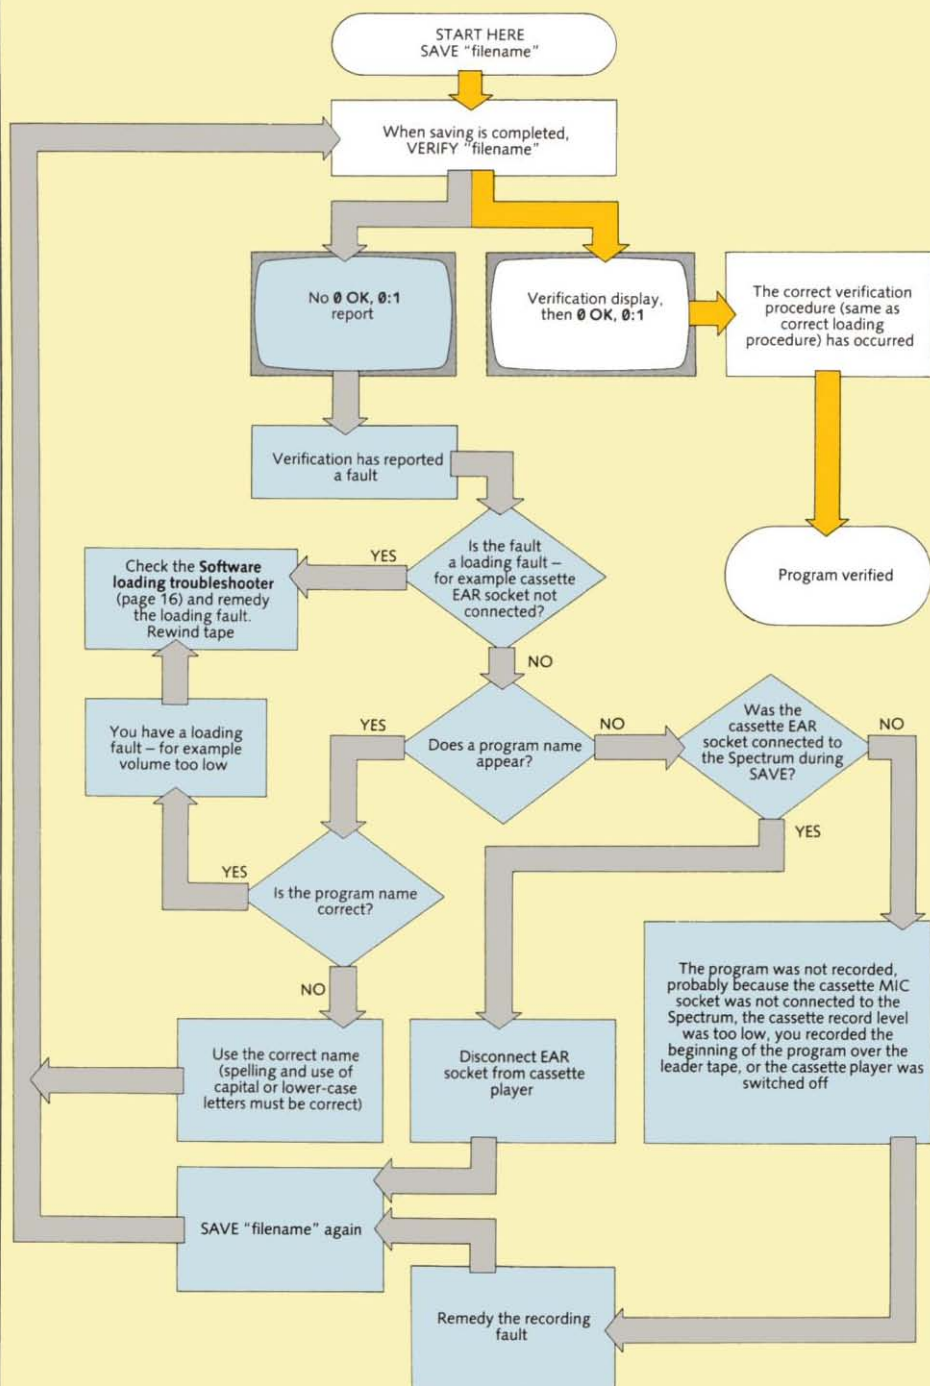 START HERE
SAVE "filename"
When saving is completed,
VERIFY "filename"
No 0 OK, 0:1
report
Verification display,
then 0 OK, 0:1
The correct verification
procedure (same as
correct loading
procedure) has occurred
Verification has reported
a fault
Is the fault
a loading fault –
for example cassette
EAR socket not
connected?
YES
Check the Software
loading troubleshooter
(page 16) and remedy
the loading fault.
Rewind tape
Program verified
NO
You have a loading
fault – for example
volume too low
YES
Does a program name
appear?
NO
Was the
cassette EAR
socket connected to
the Spectrum during
SAVE?
NO
YES
YES
Is the program name
correct?
NO
The program was not recorded,
probably because the cassette MIC
socket was not connected to the
Spectrum, the cassette record level
was too low, you recorded the
beginning of the program over the
leader tape, or the cassette player was
switched off
Use the correct name
(spelling and use of
capital or lower-case
letters must be correct)
Disconnect EAR
socket from cassette
player
SAVE "filename" again
Remedy the recording
fault